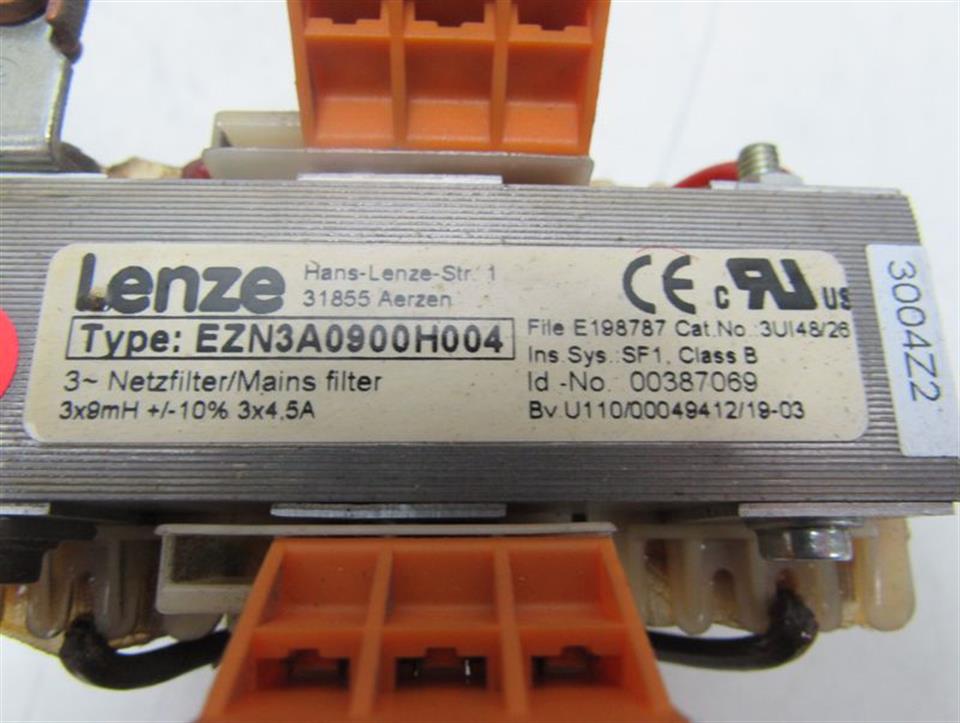 Lenze
Hans-Lenze-Str. 1
31855 Aerzen
Type: EZN3A0900H004
3~ Netzfilter/Mains filter
3x9mH +/-10% 3x4.5A
CE c RU US
File E198787 Cat.No.:3UI48/26
Ins.Sys.: SF1, Class B
Id.-No. 00387069
Bv.U110/00049412/19-03
3004Z2